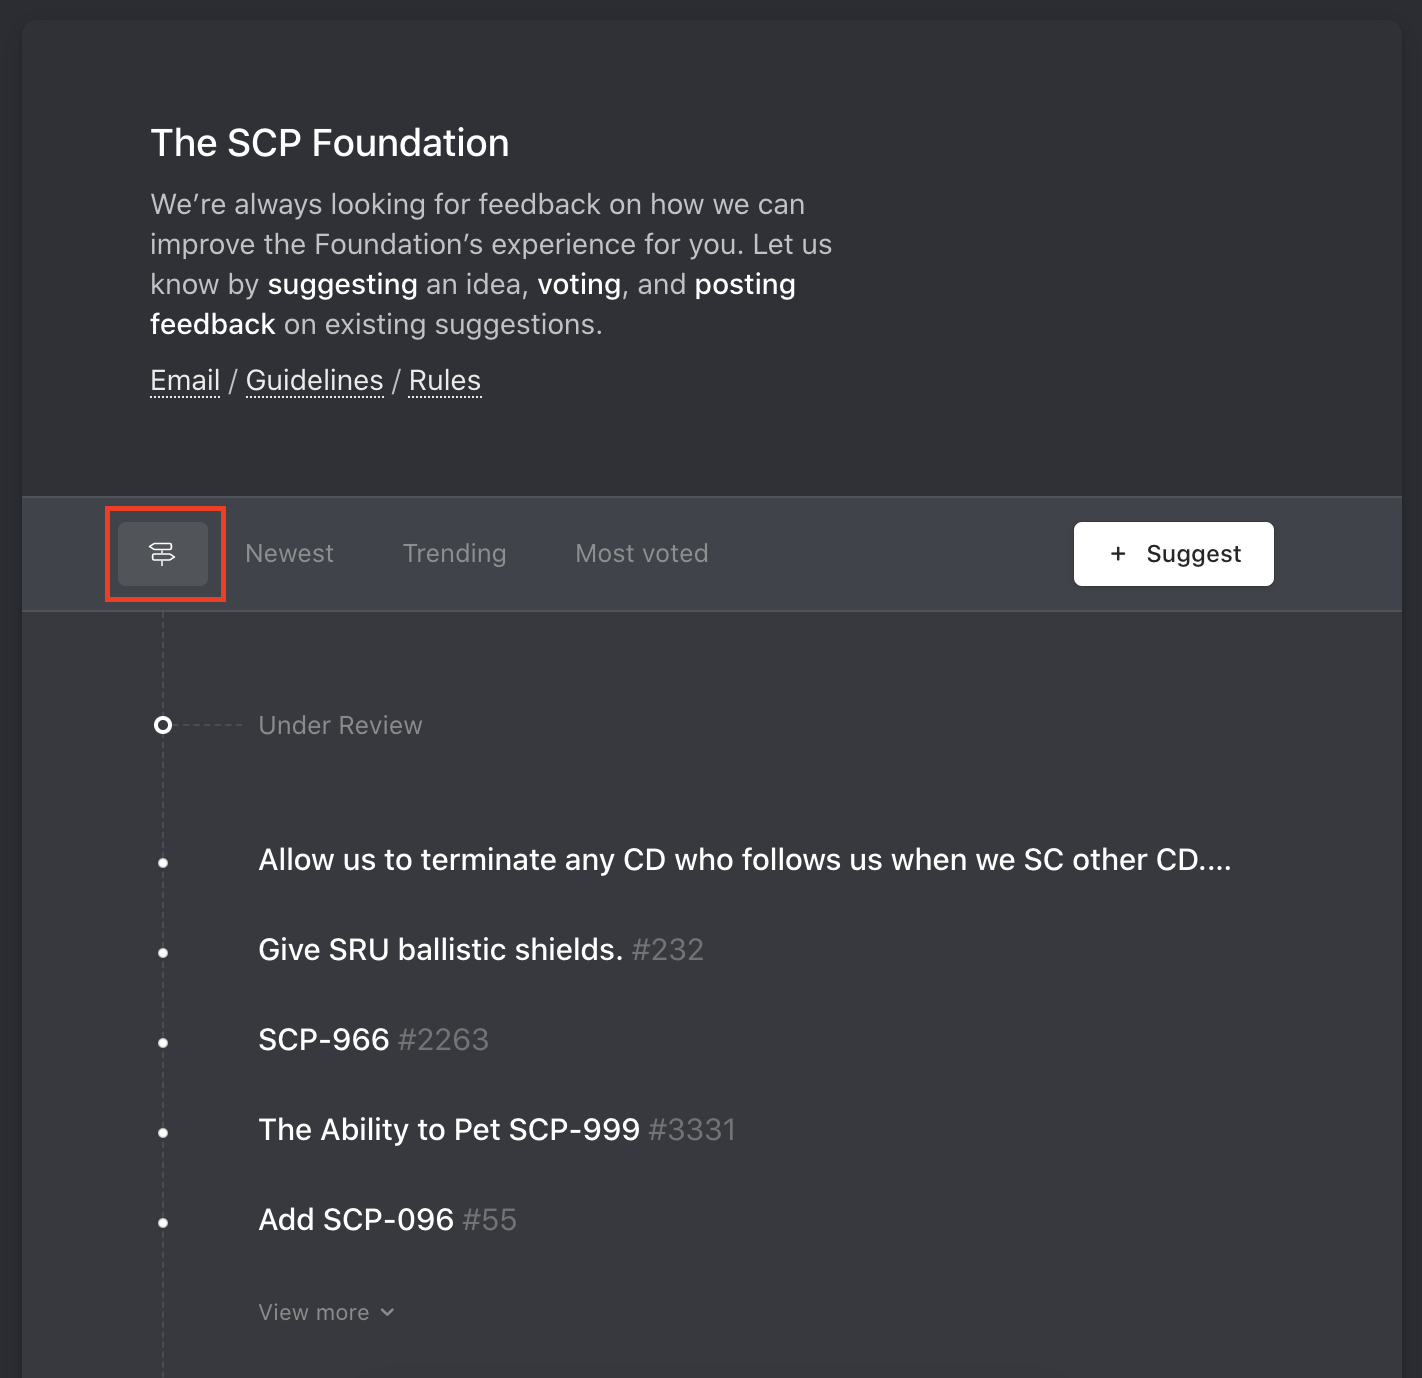 The SCP Foundation
We’re always looking for feedback on how we can
improve the Foundation’s experience for you. Let us
know by suggesting an idea, voting, and posting
feedback on existing suggestions.
Email / Guidelines / Rules
Newest Trending Most voted + Suggest
Under Review
Allow us to terminate any CD who follows us when we SC other CD....
Give SRU ballistic shields. #232
SCP-966 #2263
The Ability to Pet SCP-999 #3331
Add SCP-096 #55
View more